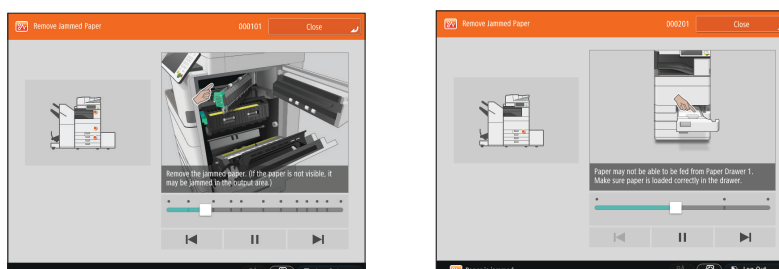 Remove Jammed Paper
000101
Close
Remove the jammed paper. (If the paper is not visible, it
may be jammed in the output area.)
Remove Jammed Paper
000201
Close
Paper may not be able to be fed from Paper Drawer 1.
Make sure paper is loaded correctly in the drawer.
Log Out